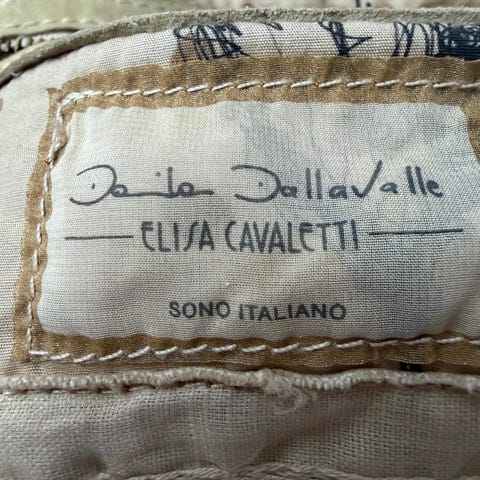 Daniela Dallavalle
ELISA CAVALETTI
SONO ITALIANO